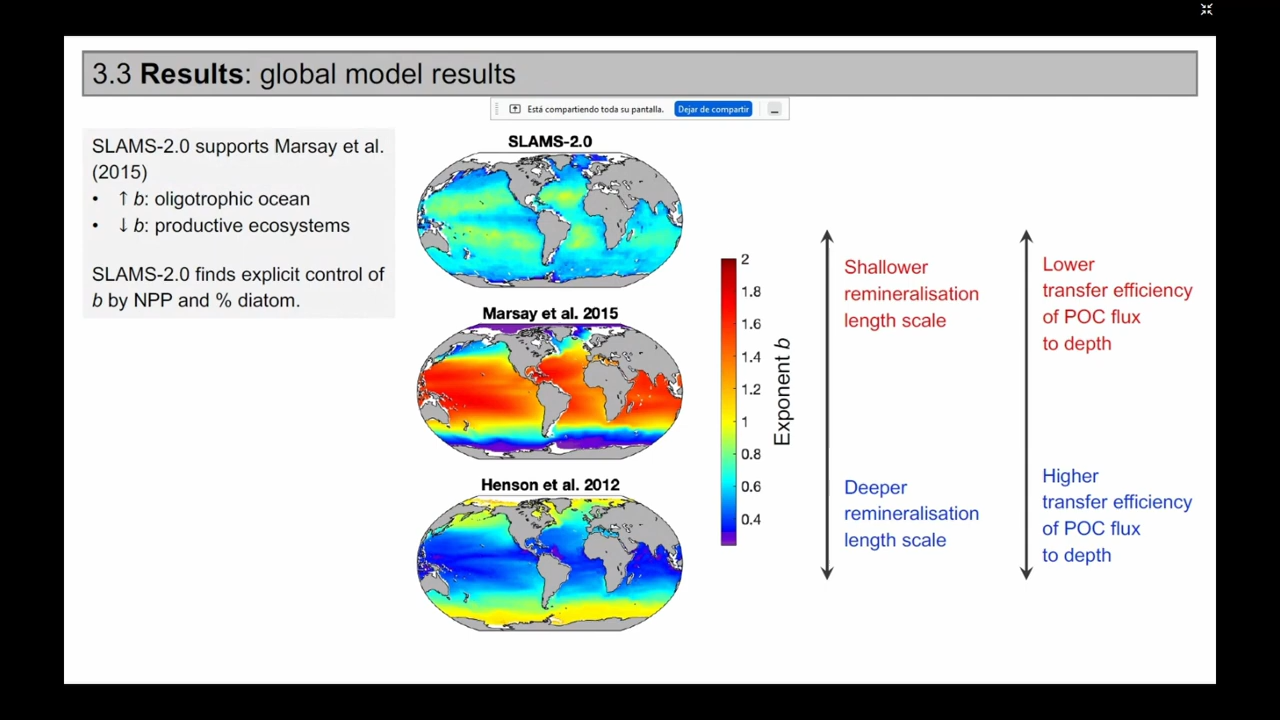 3.3 Results: global model results
Está compartiendo toda su pantalla. Dejar de compartir
SLAMS-2.0 supports Marsay et al.
(2015)
• ↑ b: oligotrophic ocean
• ↓ b: productive ecosystems
SLAMS-2.0 finds explicit control of
b by NPP and % diatom.
SLAMS-2.0
Marsay et al. 2015
Henson et al. 2012
2
1.8
1.6
1.4
1.2
1
0.8
0.6
0.4
Exponent b
Shallower
remineralisation
length scale
Deeper
remineralisation
length scale
Lower
transfer efficiency
of POC flux
to depth
Higher
transfer efficiency
of POC flux
to depth